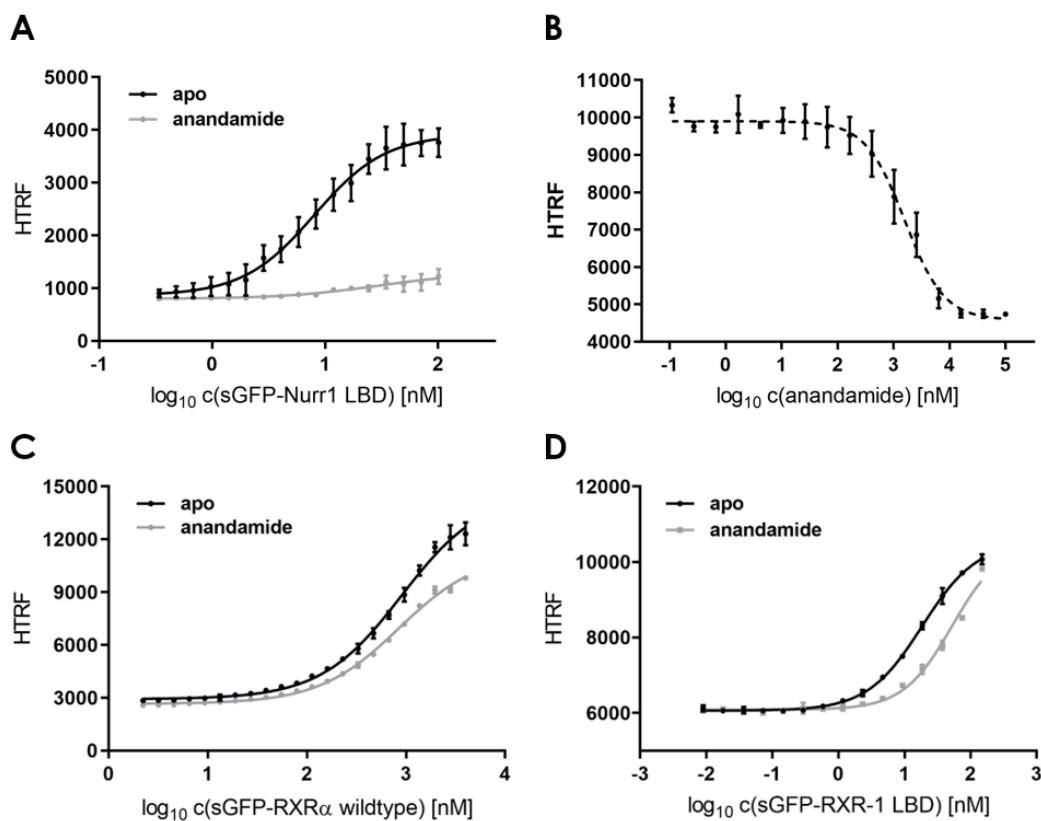 A
5000
4000
3000
2000
1000
0
HTRF
apo
anandamide
-1
0
1
2
log10 c(sGFP-Nurr1 LBD) [nM]
B
11000
10000
9000
8000
7000
6000
5000
4000
HTRF
-1
0
1
2
3
4
5
log10 c(anandamide) [nM]
C
15000
12000
9000
6000
3000
0
HTRF
apo
anandamide
0
1
2
3
4
log10 c(sGFP-RXRα wildtype) [nM]
D
12000
10000
8000
6000
HTRF
apo
anandamide
-3
-2
-1
0
1
2
3
log10 c(sGFP-RXR-1 LBD) [nM]